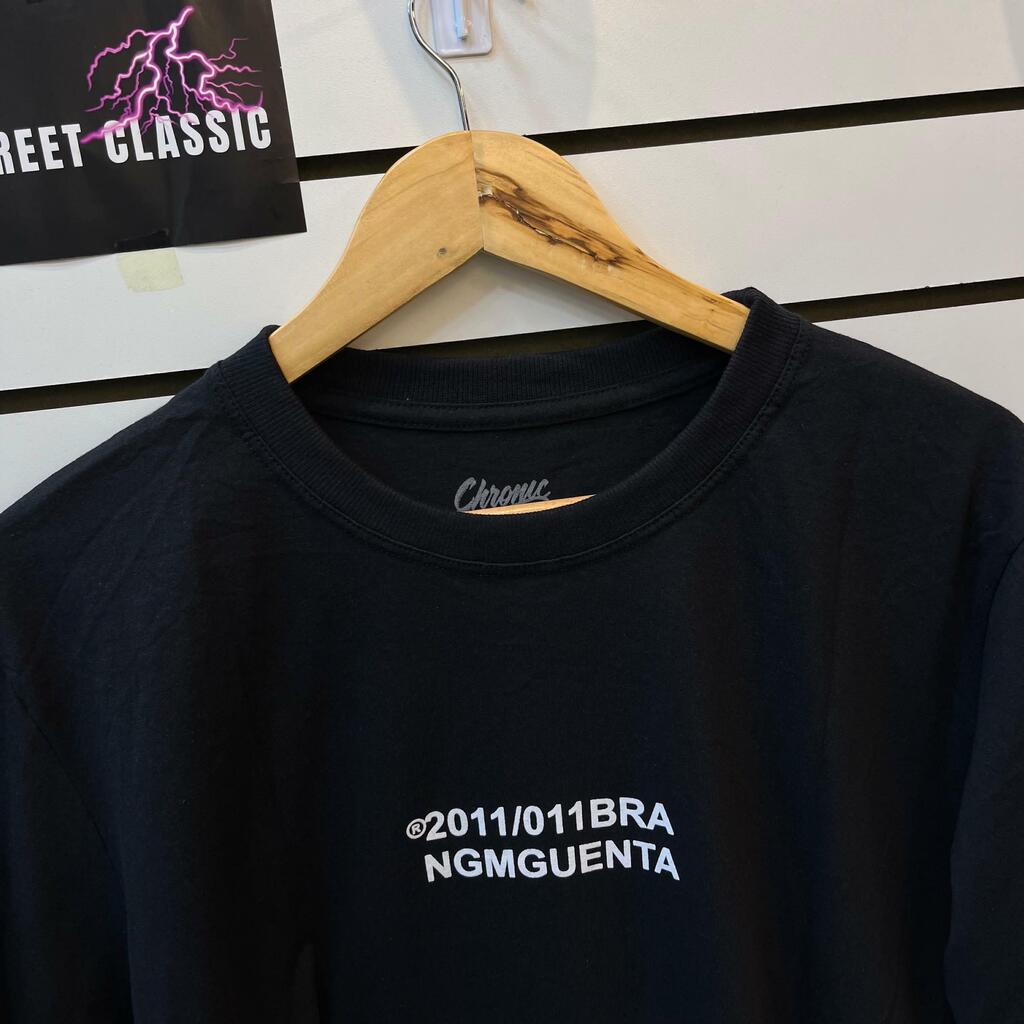 REET CLASSIC
Chronic
®2011/011BRA
NGMGUENTA